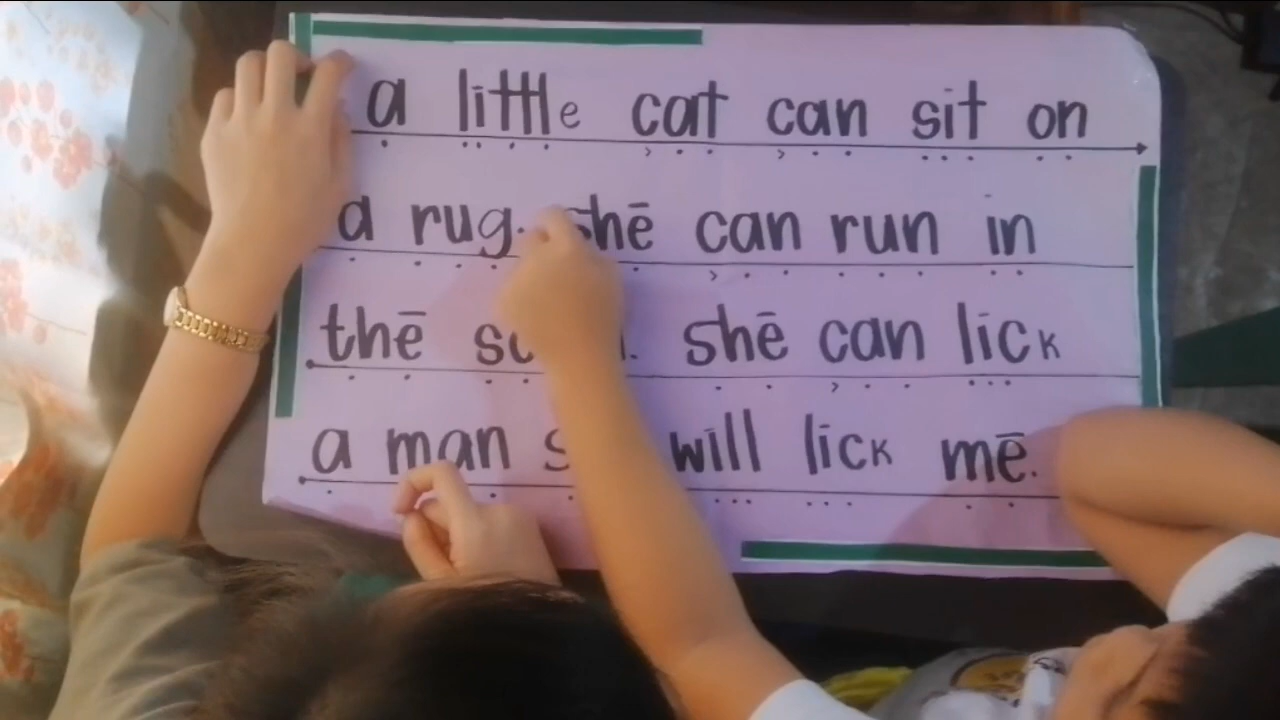 a little cat can sit on
a rug. shē can run in
thē shē can lick
a man will lick mē.